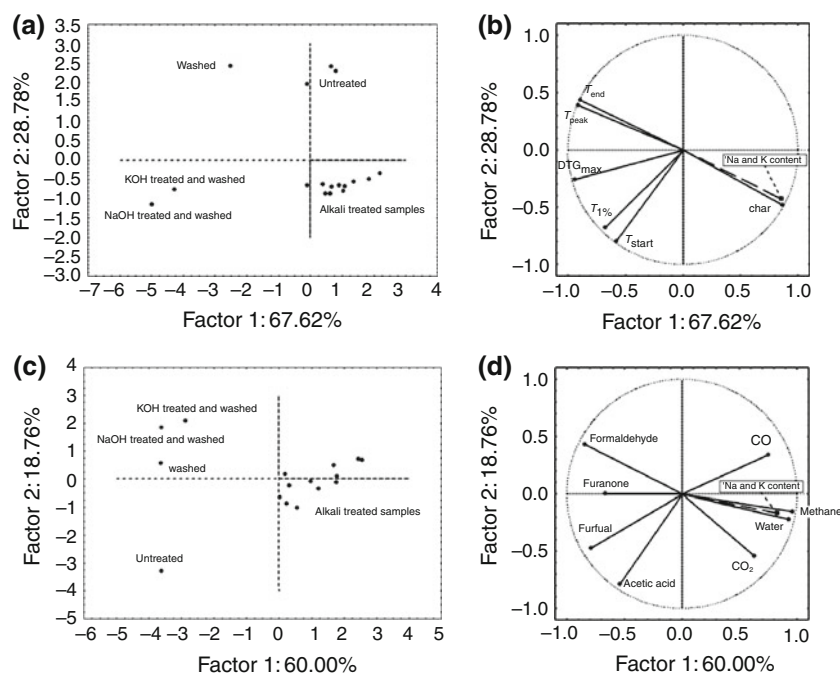 (a)
3.5
3.0
2.5
2.0
1.5
1.0
0.5
0.0
−0.5
−1.0
−1.5
−2.0
−2.5
−3.0
Factor 2: 28.78%
Washed
Untreated
KOH treated and washed
NaOH treated and washed
Alkali treated samples
−7 −6 −5 −4 −3 −2 −1 0 1 2 3 4
Factor 1: 67.62%
(b)
1.0
0.5
0.0
−0.5
−1.0
Factor 2: 28.78%
Tend
Tpeak
DTGmax
T1%
Tstart
'Na and K content
char
−1.0 −0.5 0.0 0.5 1.0
Factor 1: 67.62%
(c)
4
3
2
1
0
−1
−2
−3
−4
−5
Factor 2: 18.76%
KOH treated and washed
NaOH treated and washed
washed
Alkali treated samples
Untreated
−5 −4 −3 −2 −1 0 1 2 3 4
Factor 1: 60.00%
(d)
1.0
0.5
0.0
−0.5
−1.0
Factor 2: 18.76%
Formaldehyde
CO
Furanone
'Na and K content
Methane
Water
Furfual
CO₂
Acetic acid
−1.0 −0.5 0.0 0.5 1.0
Factor 1: 60.00%